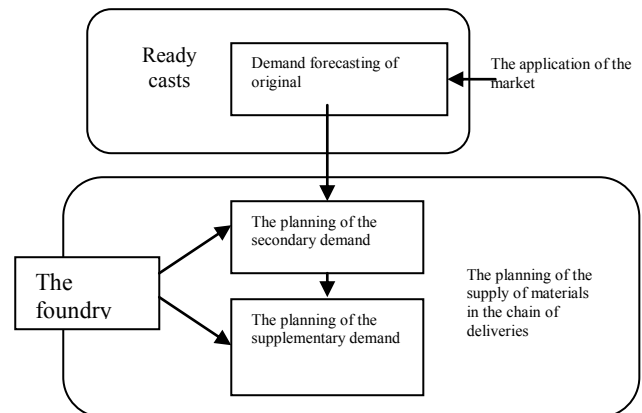 Ready
casts
Demand forecasting of
original
The application of the
market
The planning of the
secondary demand
The
foundry
The planning of the
supplementary demand
The planning of the
supply of materials
in the chain of
deliveries